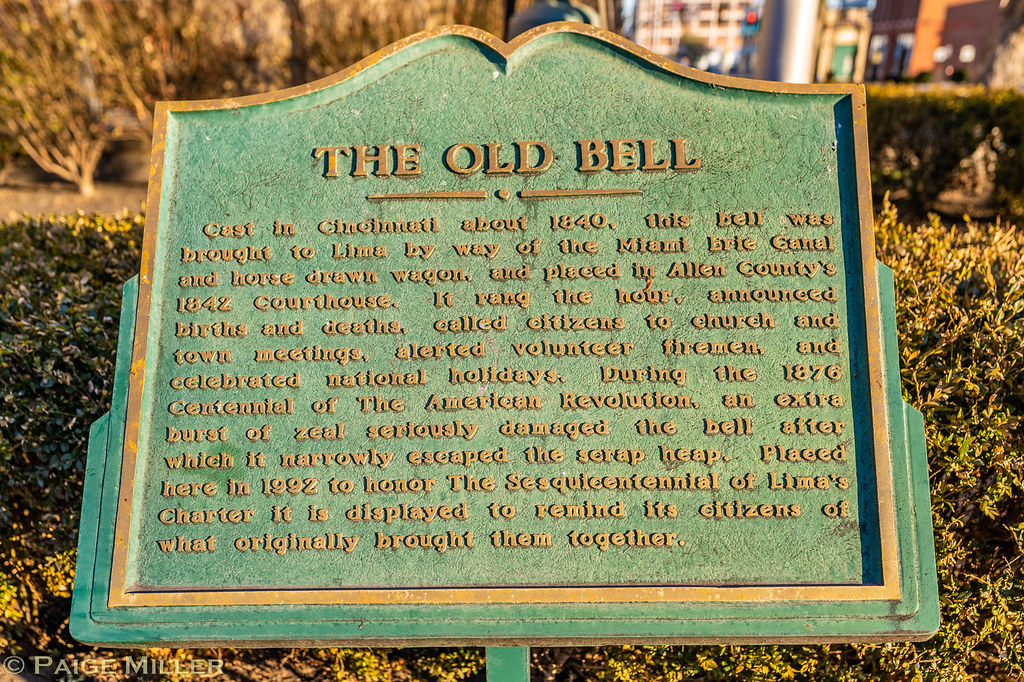 THE OLD BELL
Cast in Cincinnati about 1840, this bell was
brought to Lima by way of the Miami Erie Canal
and horse drawn wagon, and placed in Allen County's
1842 Courthouse. It rang the hour, announced
births and deaths, called citizens to church and
town meetings, alerted volunteer firemen, and
celebrated national holidays. During the 1876
Centennial of The American Revolution, an extra
burst of zeal seriously damaged the bell after
which it narrowly escaped the scrap heap. Placed
here in 1992 to honor The Sesquicentennial of Lima's
Charter it is displayed to remind its citizens of
what originally brought them together.
© PAIGE MILLER